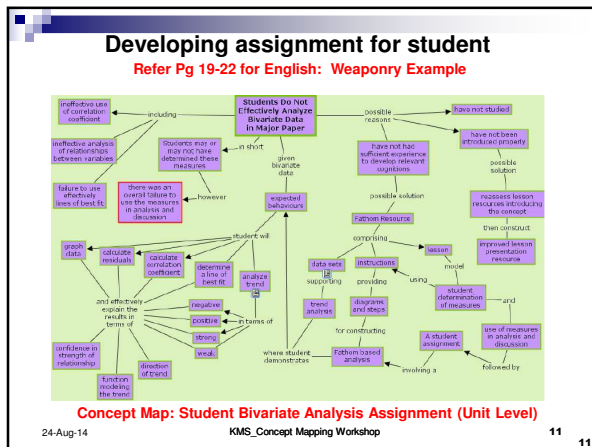 Developing assignment for student
Refer Pg 19-22 for English: Weaponry Example
Students Do Not
Effectively Analyze
Bivariate Data
in Major Paper
including
ineffective use
of correlation
coefficient
ineffective analysis
of relationships
between variables
failure to use
effectively
lines of best fit
in short
Students may or
may not have
determined these
measures
however
there was an
overall failure to
use the measures
in analysis and
discussion
given
bivariate
data
expected
behaviours
student will
graph
data
calculate
residuals
calculate
correlation
coefficient
determine a
line of
best fit
analyze
trend
and effectively
explain the
results in
terms of
confidence in
strength of
relationship
function
modeling
the trend
direction
of trend
in terms of
negative
positive
strong
weak
possible
reasons
have not studied
have not been
introduced properly
possible
solution
reassess lesson
resources introducing
the concept
then construct
improved lesson
presentation
resource
have not had
sufficient experience
to develop relevant
cognitions
possible solution
Fathom Resource
comprising
data sets
supporting
trend
analysis
instructions
providing
diagrams
and steps
for constructing
Fathom based
analysis
where student
demonstrates
lesson
model
student
determination
of measures
using
and
use of measures
in analysis and
discussion
followed by
A student
assignment
involving a
Concept Map: Student Bivariate Analysis Assignment (Unit Level)
24-Aug-14 KMS_Concept Mapping Workshop 11
11